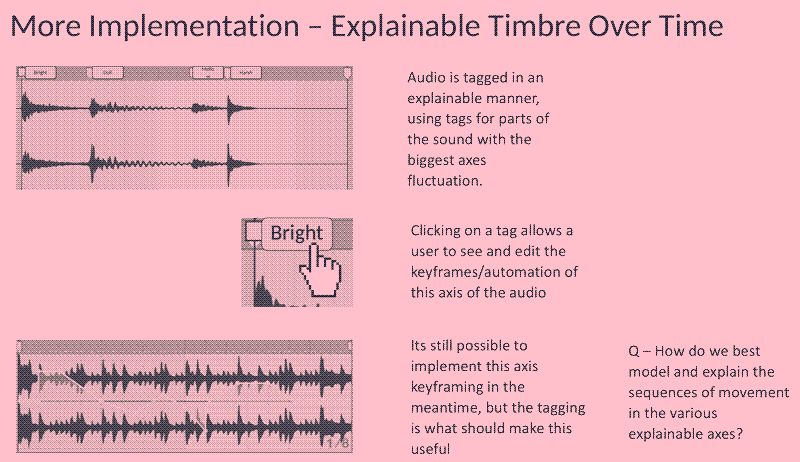 More Implementation – Explainable Timbre Over Time
Bright
Dull
Harsh
Audio is tagged in an
explainable manner,
using tags for parts of
the sound with the
biggest axes
fluctuation.
Bright
Clicking on a tag allows a
user to see and edit the
keyframes/automation of
this axis of the audio
1/8
Its still possible to
implement this axis
keyframing in the
meantime, but the tagging
is what should make this
useful
Q – How do we best
model and explain the
sequences of movement
in the various
explainable axes?